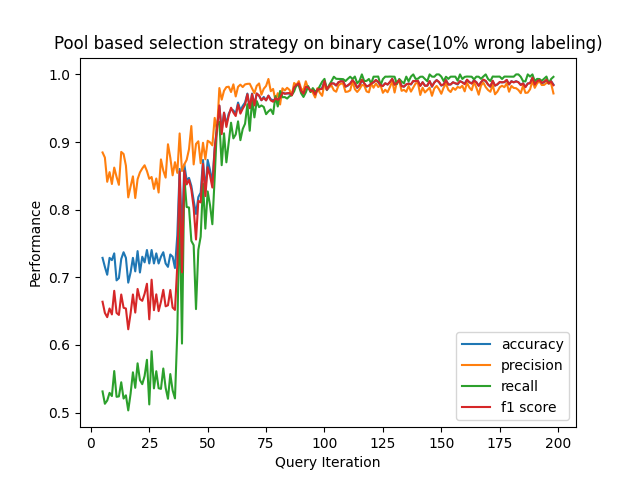 Pool based selection strategy on binary case(10% wrong labeling)
1.0
0.9
0.8
0.7
0.6
0.5
Performance
0
25
50
75
100
125
150
175
200
Query Iteration
accuracy
precision
recall
f1 score